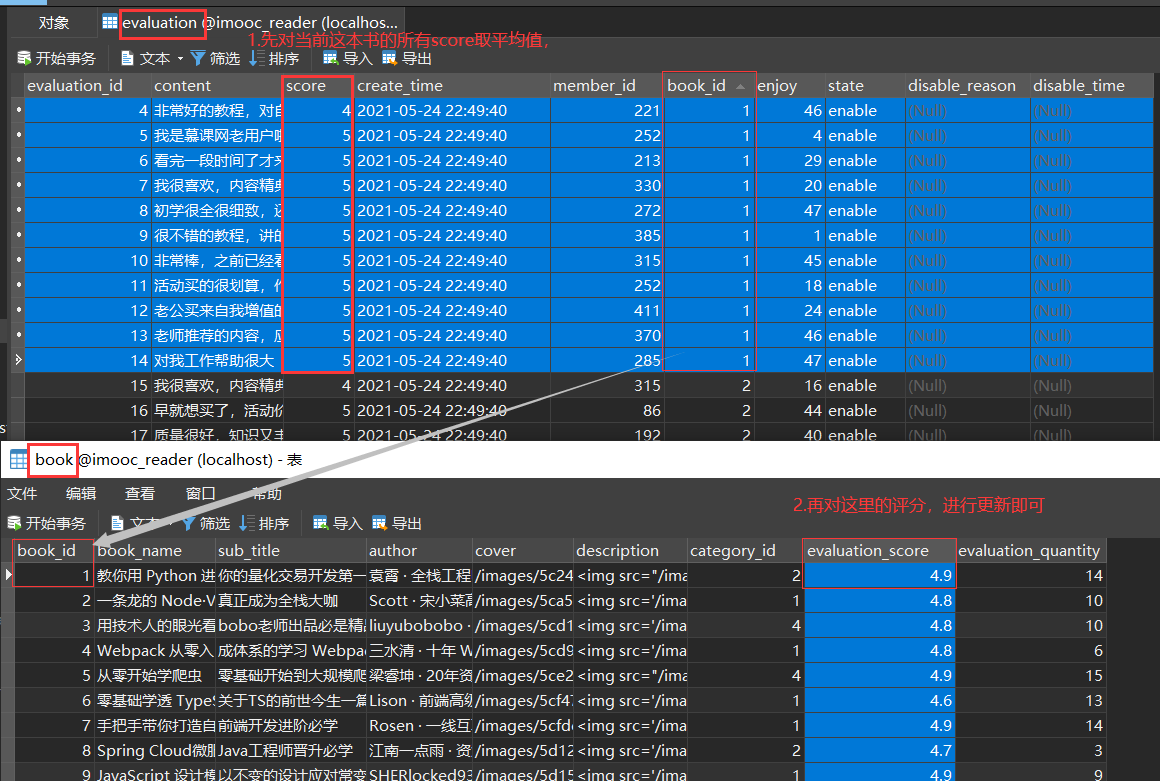 对象 evaluation @imooc_reader (localhos...
1.先对当前这本书的所有score取平均值，
开始事务 文本 筛选 排序 导入 导出
evaluation_id content score create_time member_id book_id enjoy state disable_reason disable_time
4 非常好的教程，对自 4 2021-05-24 22:49:40 221 1 46 enable (Null) (Null)
5 我是慕课网老用户 5 2021-05-24 22:49:40 252 1 4 enable (Null) (Null)
6 看完一段时间了才来 5 2021-05-24 22:49:40 213 1 29 enable (Null) (Null)
7 我很喜欢，内容精典 5 2021-05-24 22:49:40 330 1 20 enable (Null) (Null)
8 初学很全很细致，还 5 2021-05-24 22:49:40 272 1 47 enable (Null) (Null)
9 很不错的教程，讲的 5 2021-05-24 22:49:40 385 1 1 enable (Null) (Null)
10 非常棒，之前已经看 5 2021-05-24 22:49:40 315 1 45 enable (Null) (Null)
11 活动买的很划算，作 5 2021-05-24 22:49:40 252 1 18 enable (Null) (Null)
12 老公买来自我增值的 5 2021-05-24 22:49:40 411 1 24 enable (Null) (Null)
13 老师推荐的内容，应 5 2021-05-24 22:49:40 370 1 46 enable (Null) (Null)
14 对我工作帮助很大 5 2021-05-24 22:49:40 285 1 47 enable (Null) (Null)
15 我很喜欢，内容精典 4 2021-05-24 22:49:40 315 2 16 enable (Null) (Null)
16 早就想买了，活动价 5 2021-05-24 22:49:40 86 2 44 enable (Null) (Null)
17 质量很好，知识又丰 5 2021-05-24 22:49:40 192 2 40 enable (Null) (Null)
book @imooc_reader (localhost) - 表
文件 编辑 查看 窗口 帮助
2.再对这里的评分，进行更新即可
开始事务 文本 筛选 排序 导入 导出
book_id book_name sub_title author cover description category_id evaluation_score evaluation_quantity
1 教你用 Python 进 你的量化交易开发第一 袁霄 · 全栈工程 /images/5c24 <img src="/ima 2 4.9 14
2 一条龙的 Node·V 真正成为全栈大咖 Scott · 宋小菜高 /images/5ca5 <img src='/ima 1 4.8 10
3 用技术人的眼光看 bobo老师出品必是精品 liuyubobobo · /images/5cd1 <img src='/ima 4 4.8 10
4 Webpack 从零入 成体系的学习 Webpa 三水清 · 十年 W /images/5cd9 <img src='/ima 1 4.8 6
5 从零开始学爬虫 零基础开始到大规模爬 梁睿坤 · 20年资 /images/5ce2 <img src='/ima 4 4.9 15
6 零基础学透 TypeS 关于TS的前世今生一篇 Lison · 前端高级 /images/5cf47 <img src='/ima 1 4.6 13
7 手把手带你打造自 前端开发进阶必学 Rosen · 一线互 /images/5cfd <img src='/ima 1 4.9 14
8 Spring Cloud微服 Java工程师晋升必学 江南一点雨 · 资 /images/5d12 <img src='/ima 2 4.7 3
9 JavaScript 设计模 以不变的设计应对常变 SHERlocked93 /images/5d15 <img src='/ima 1 4.9 9